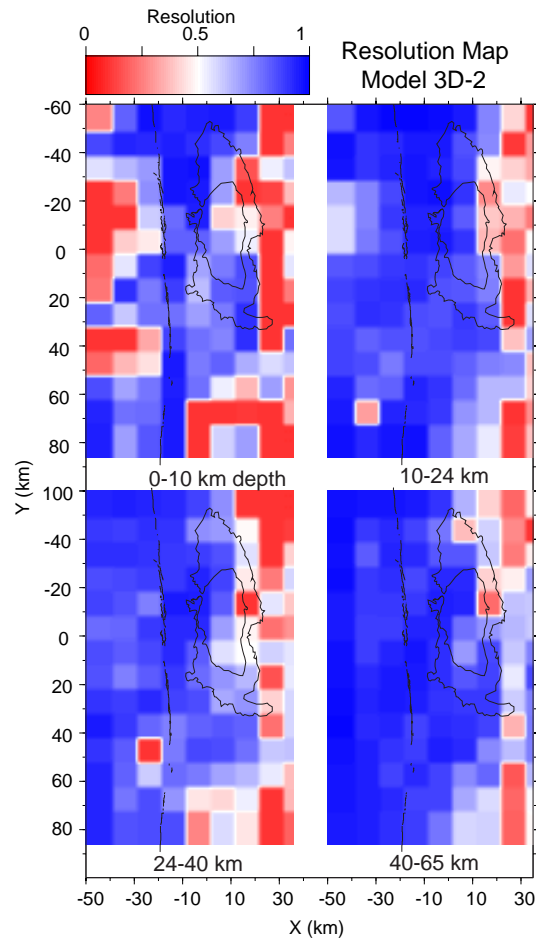 Resolution
0 0.5 1
Resolution Map
Model 3D-2
-60
-40
-20
0
20
40
60
80
0-10 km depth
10-24 km
100
-40
-20
0
20
40
60
80
24-40 km
40-65 km
-50 -30 -10 10 30 -50 -30 -10 10 30
X (km)
Y (km)